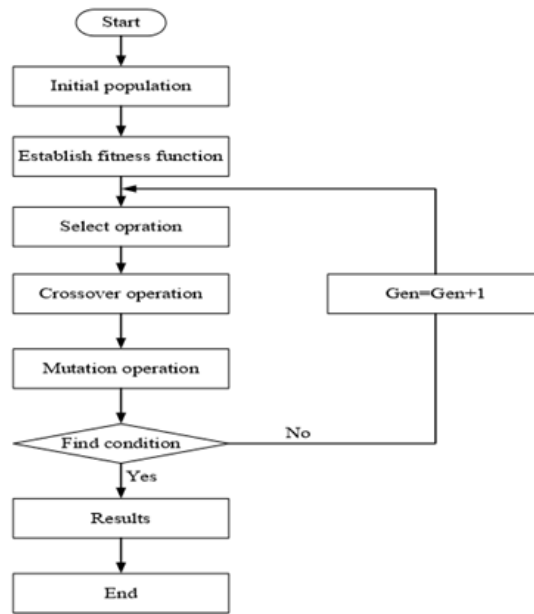 Start
Initial population
Establish fitness function
Select opration
Crossover operation
Gen=Gen+1
Mutation operation
Find condition
No
Yes
Results
End